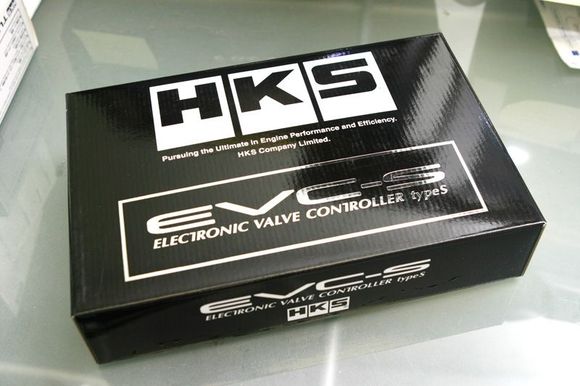 HKS
Pursuing the Ultimate in Engine Performance and Efficiency.
HKS Company Limited.
EVC-S
ELECTRONIC VALVE CONTROLLER typeS
EVC-S
ELECTRONIC VALVE CONTROLLER typeS
HKS